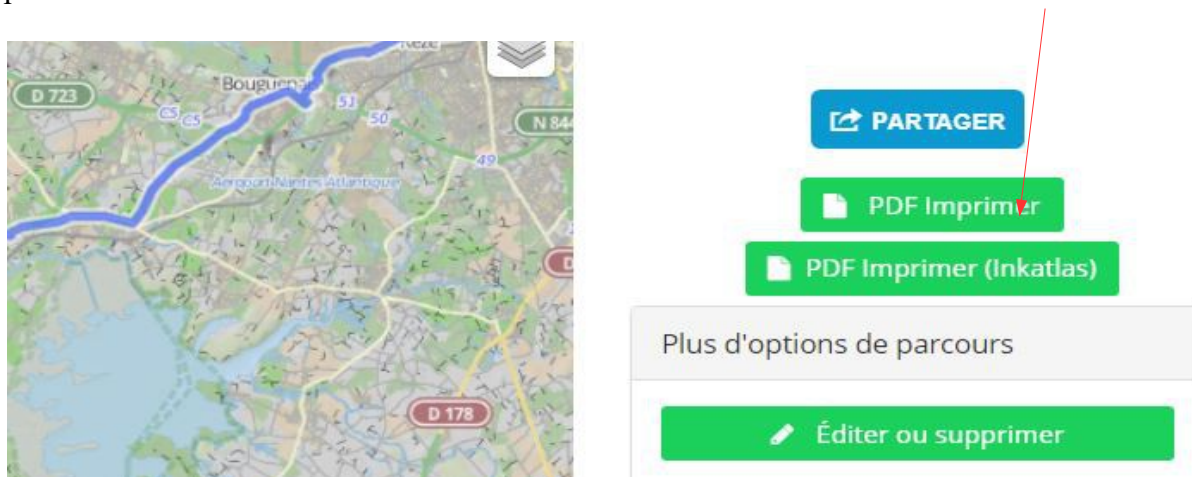 Rezé
Bouguenais
D 723
51
C5
C5
50
N 844
49
Aéroport Nantes Atlantique
D 178
PARTAGER
PDF Imprimer
PDF Imprimer (Inkatlas)
Plus d'options de parcours
Éditer ou supprimer